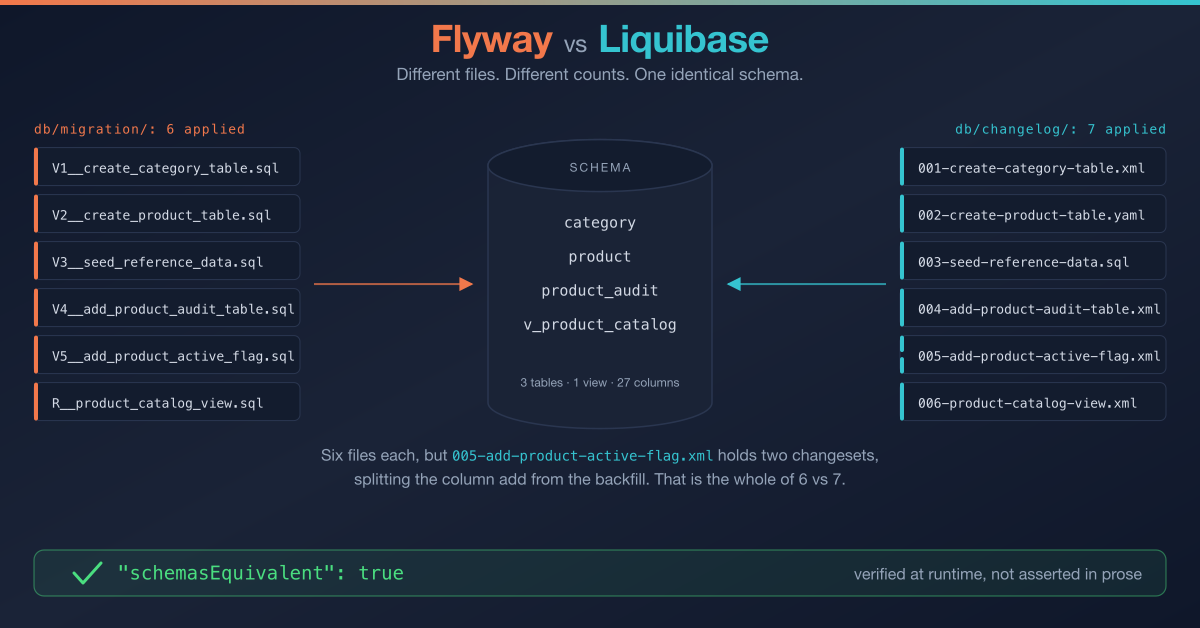 Flyway vs Liquibase
Different files. Different counts. One identical schema.
db/migration/: 6 applied
V1__create_category_table.sql
V2__create_product_table.sql
V3__seed_reference_data.sql
V4__add_product_audit_table.sql
V5__add_product_active_flag.sql
R__product_catalog_view.sql
SCHEMA
category
product
product_audit
v_product_catalog
3 tables · 1 view · 27 columns
db/changelog/: 7 applied
001-create-category-table.xml
002-create-product-table.yaml
003-seed-reference-data.sql
004-add-product-audit-table.xml
005-add-product-active-flag.xml
006-product-catalog-view.xml
Six files each, but 005-add-product-active-flag.xml holds two changesets,
splitting the column add from the backfill. That is the whole of 6 vs 7.
"schemasEquivalent": true
verified at runtime, not asserted in prose